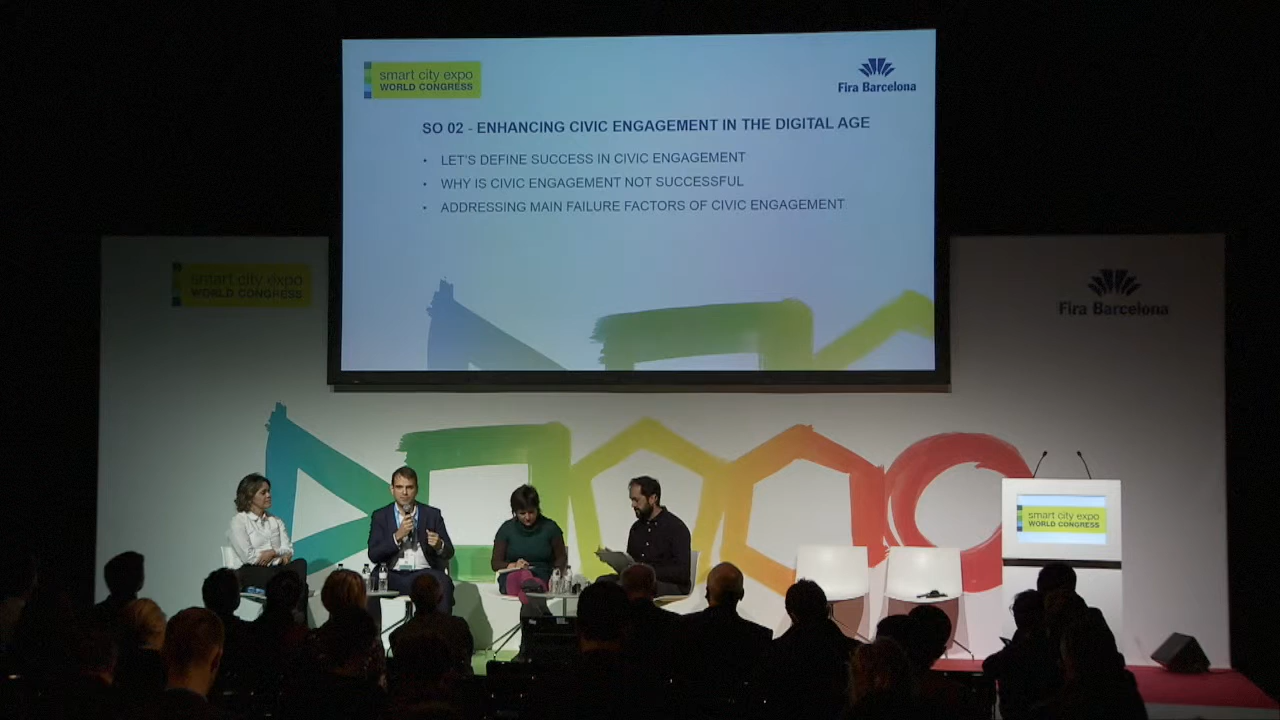 smart city expo
WORLD CONGRESS
Fira Barcelona
SO 02 - ENHANCING CIVIC ENGAGEMENT IN THE DIGITAL AGE
• LET'S DEFINE SUCCESS IN CIVIC ENGAGEMENT
• WHY IS CIVIC ENGAGEMENT NOT SUCCESSFUL
• ADDRESSING MAIN FAILURE FACTORS OF CIVIC ENGAGEMENT
smart city expo
WORLD CONGRESS
Fira Barcelona
smart city expo
WORLD CONGRESS